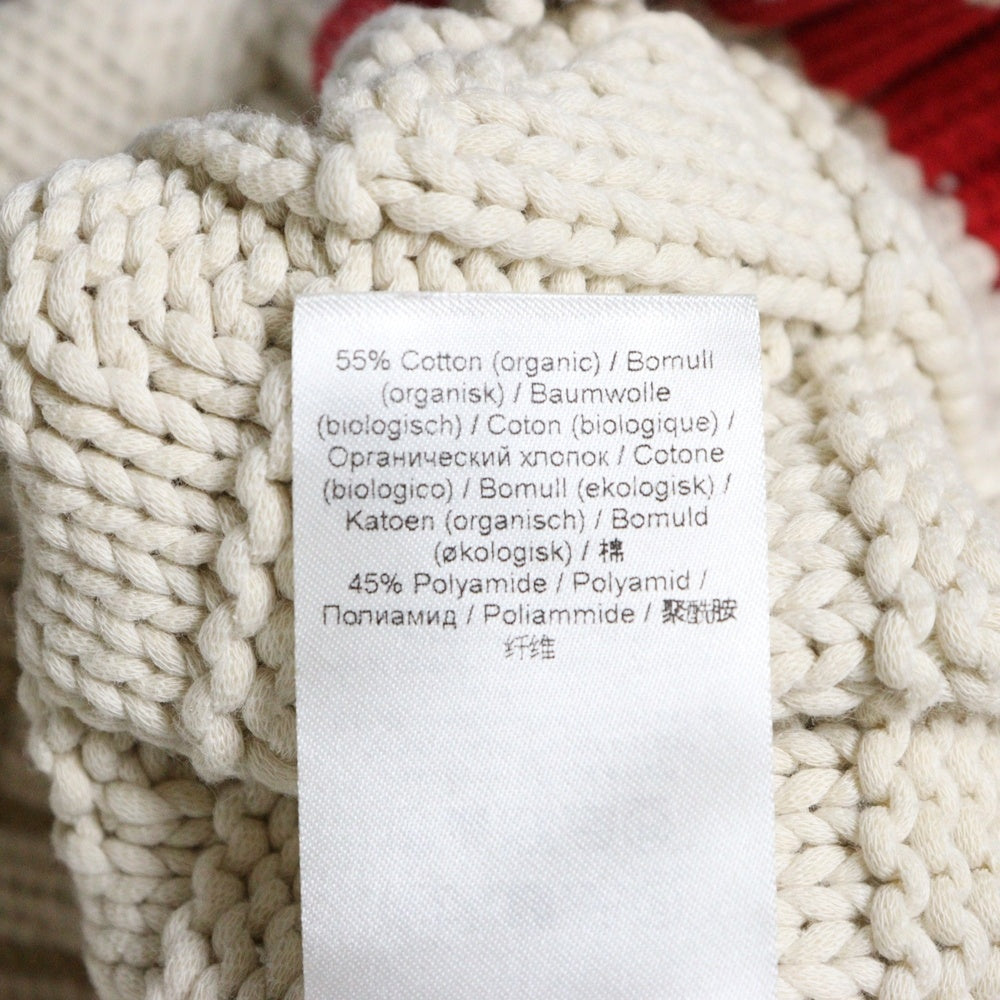 55% Cotton (organic) / Bomull
(organisk) / Baumwolle
(biologisch) / Coton (biologique) /
Органический хлопок / Cotone
(biologico) / Bomull (ekologisk) /
Katoen (organisch) / Bomuld
(økologisk) / 棉
45% Polyamide / Polyamid /
Полиамид / Poliammide / 聚酰胺
纤维